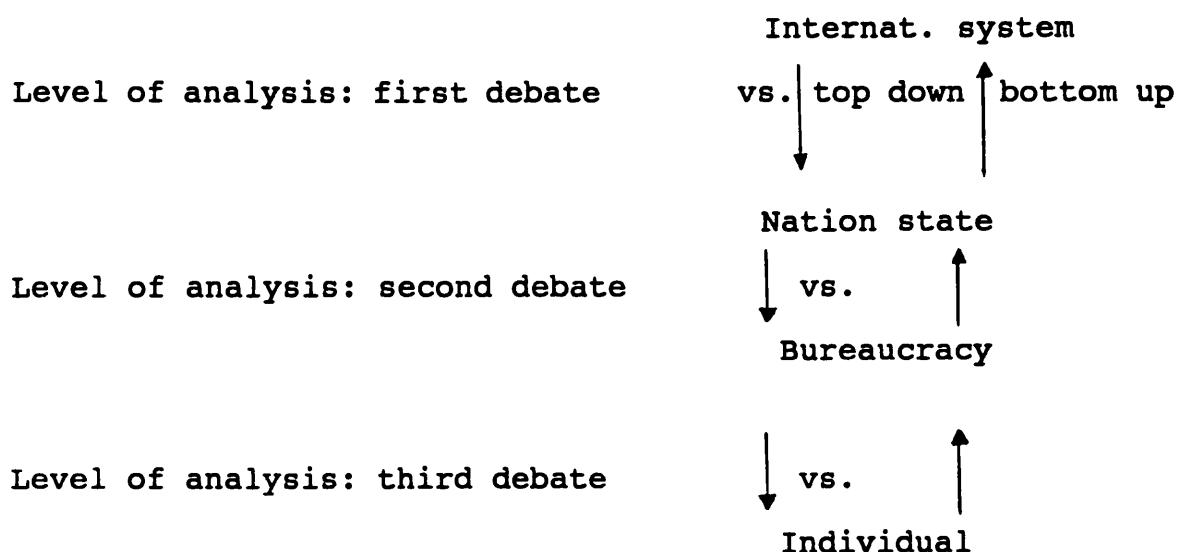 Internat. system
Level of analysis: first debate vs. top down bottom up
Nation state
Level of analysis: second debate vs.
Bureaucracy
Level of analysis: third debate vs.
Individual